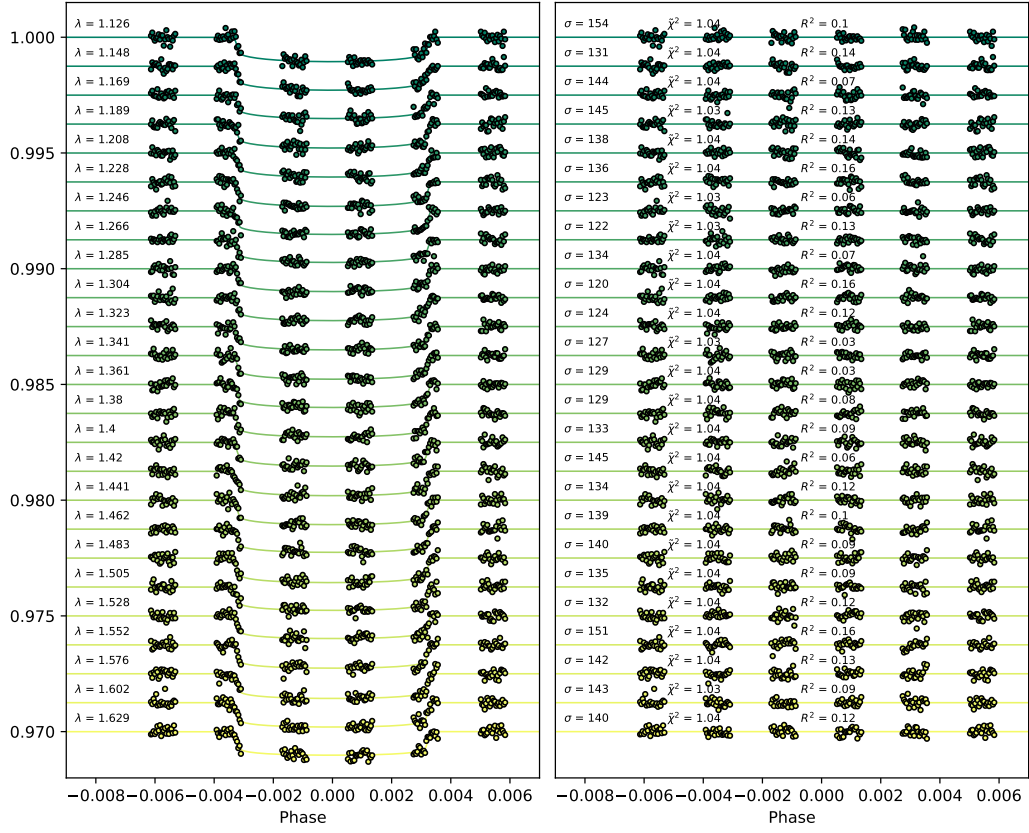 λ = 1.126
1.000
λ = 1.148
λ = 1.169
λ = 1.189
λ = 1.208
0.995
λ = 1.228
λ = 1.246
λ = 1.266
λ = 1.285
0.990
λ = 1.304
λ = 1.323
λ = 1.341
λ = 1.361
0.985
λ = 1.38
λ = 1.4
λ = 1.42
λ = 1.441
0.980
λ = 1.462
λ = 1.483
λ = 1.505
λ = 1.528
0.975
λ = 1.552
λ = 1.576
λ = 1.602
λ = 1.629
0.970
−0.008 −0.006 −0.004 −0.002 0.000 0.002 0.004 0.006
Phase
σ = 154 χ̃² = 1.04 R² = 0.1
σ = 131 χ̃² = 1.04 R² = 0.14
σ = 144 χ̃² = 1.04 R² = 0.07
σ = 145 χ̃² = 1.03 R² = 0.13
σ = 138 χ̃² = 1.04 R² = 0.14
σ = 136 χ̃² = 1.04 R² = 0.16
σ = 123 χ̃² = 1.03 R² = 0.06
σ = 122 χ̃² = 1.03 R² = 0.13
σ = 134 χ̃² = 1.04 R² = 0.07
σ = 120 χ̃² = 1.04 R² = 0.16
σ = 124 χ̃² = 1.04 R² = 0.12
σ = 127 χ̃² = 1.03 R² = 0.03
σ = 129 χ̃² = 1.04 R² = 0.03
σ = 129 χ̃² = 1.04 R² = 0.08
σ = 133 χ̃² = 1.04 R² = 0.09
σ = 145 χ̃² = 1.04 R² = 0.06
σ = 134 χ̃² = 1.04 R² = 0.12
σ = 139 χ̃² = 1.04 R² = 0.1
σ = 140 χ̃² = 1.04 R² = 0.09
σ = 135 χ̃² = 1.04 R² = 0.09
σ = 132 χ̃² = 1.04 R² = 0.12
σ = 151 χ̃² = 1.04 R² = 0.16
σ = 142 χ̃² = 1.04 R² = 0.13
σ = 143 χ̃² = 1.03 R² = 0.09
σ = 140 χ̃² = 1.04 R² = 0.12
−0.008 −0.006 −0.004 −0.002 0.000 0.002 0.004 0.006
Phase